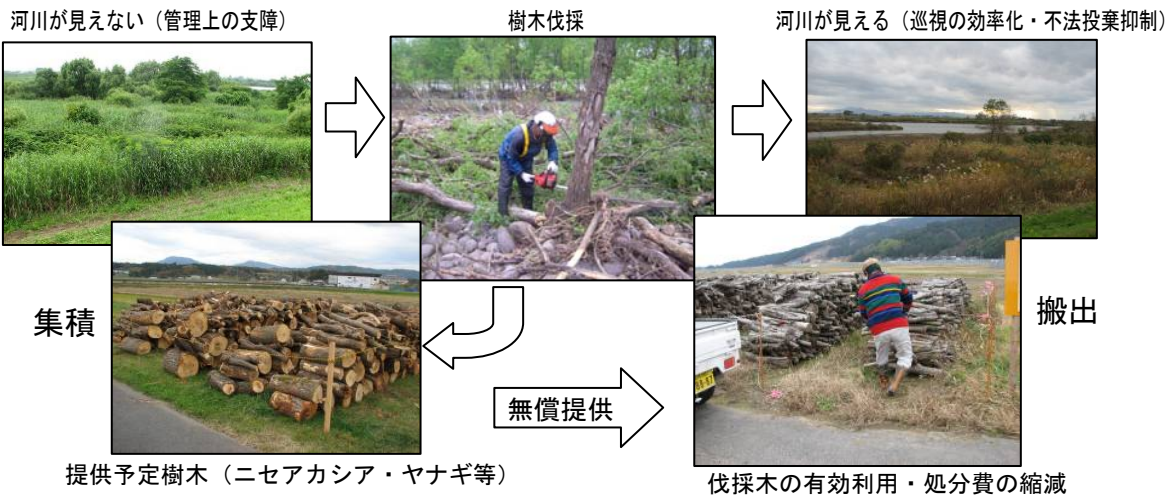 河川が見えない（管理上の支障）
樹木伐採
河川が見える（巡視の効率化・不法投棄抑制）
集積
搬出
無償提供
提供予定樹木（ニセアカシア・ヤナギ等）
伐採木の有効利用・処分費の縮減